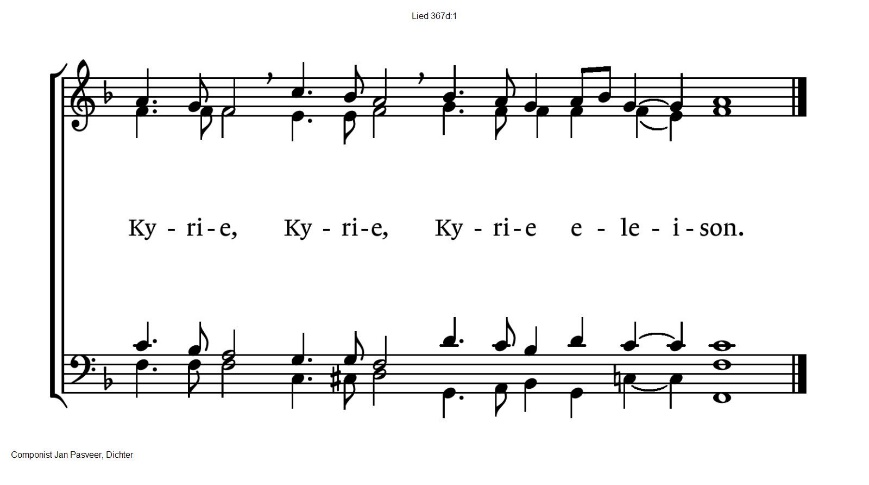 Lied 367d:1
Ky - ri - e, Ky - ri - e, Ky - ri - e e - le - i - son.
Componist Jan Pasveer, Dichter